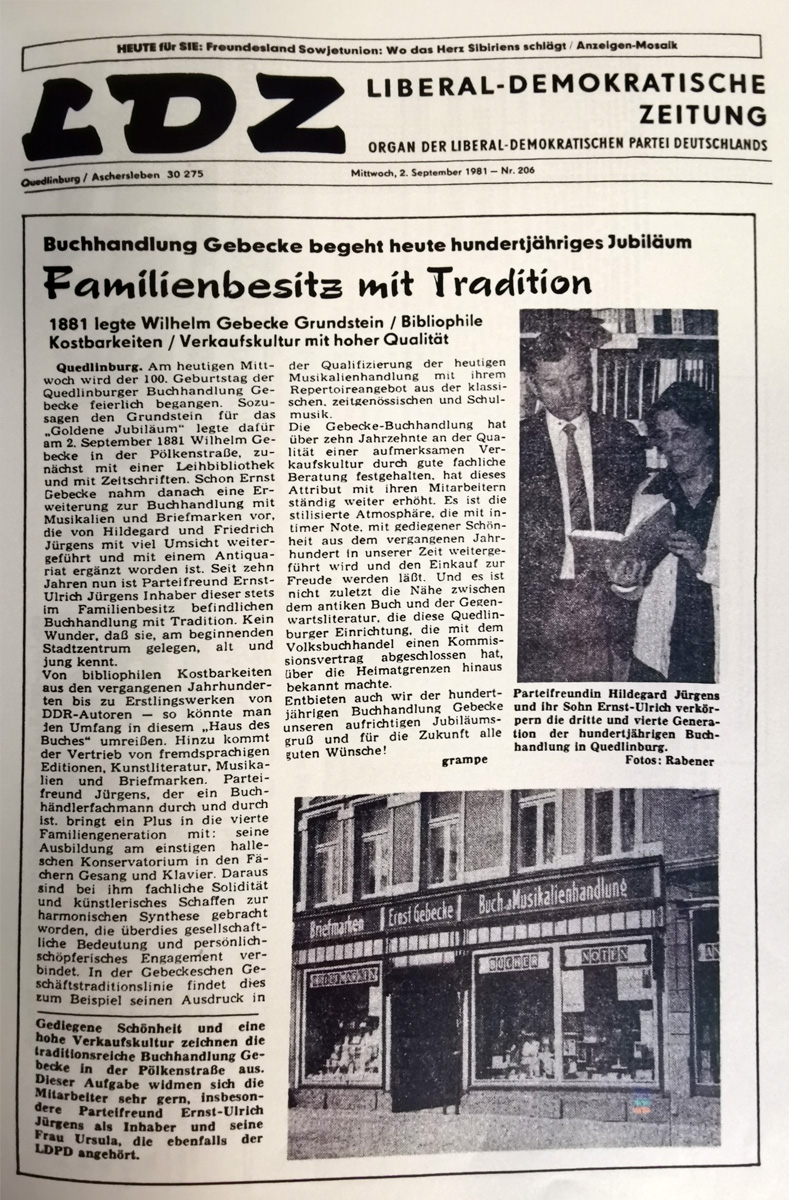 HEUTE für SIE: Freundesland Sowjetunion: Wo das Herz Sibiriens schlägt / Anzeigen-Mosaik
LDZ
LIBERAL-DEMOKRATISCHE
ZEITUNG
ORGAN DER LIBERAL-DEMOKRATISCHEN PARTEI DEUTSCHLANDS
Quedlinburg / Aschersleben 30 275
Mittwoch, 2. September 1981 – Nr. 206
Buchhandlung Gebecke begeht heute hundertjähriges Jubiläum
Familienbesitz mit Tradition
1881 legte Wilhelm Gebecke Grundstein / Bibliophile
Kostbarkeiten / Verkaufskultur mit hoher Qualität
Quedlinburg. Am heutigen Mitt-
woch wird der 100. Geburtstag der
Quedlinburger Buchhandlung Ge-
becke feierlich begangen. Sozu-
sagen den Grundstein für das
„Goldene Jubiläum" legte dafür
am 2. September 1881 Wilhelm Ge-
becke in der Pölkenstraße, zu-
nächst mit einer Leihbibliothek
und mit Zeitschriften. Schon Ernst
Gebecke nahm danach eine Er-
weiterung zur Buchhandlung mit
Musikalien und Briefmarken vor,
die von Hildegard und Friedrich
Jürgens mit viel Umsicht weiter-
geführt und mit einem Antiqua-
riat ergänzt worden ist. Seit zehn
Jahren nun ist Parteifreund Ernst-
Ulrich Jürgens Inhaber dieser stets
im Familienbesitz befindlichen
Buchhandlung mit Tradition. Kein
Wunder, daß sie, am beginnenden
Stadtzentrum gelegen, alt und
jung kennt.
Von bibliophilen Kostbarkeiten
aus den vergangenen Jahrhunder-
ten bis zu Erstlingswerken von
DDR-Autoren — so könnte man
den Umfang in diesem „Haus des
Buches" umreißen. Hinzu kommt
der Vertrieb von fremdsprachigen
Editionen, Kunstliteratur, Musika-
lien und Briefmarken. Partei-
freund Jürgens, der ein Buch-
händlerfachmann durch und durch
ist, bringt ein Plus in die vierte
Familiengeneration mit: seine
Ausbildung am einstigen halle-
schen Konservatorium in den Fä-
chern Gesang und Klavier. Daraus
sind bei ihm fachliche Solidität
und künstlerisches Schaffen zur
harmonischen Synthese gebracht
worden, die überdies gesellschaft-
liche Bedeutung und persönlich-
schöpferisches Engagement ver-
bindet. In der Gebeckeschen Ge-
schäftstraditionslinie findet dies
zum Beispiel seinen Ausdruck in
der Qualifizierung der heutigen
Musikalienhandlung mit ihrem
Repertoireangebot aus der klassi-
schen, zeitgenössischen und Schul-
musik.
Die Gebecke-Buchhandlung hat
über zehn Jahrzehnte an der Qua-
lität einer aufmerksamen Ver-
kaufskultur durch gute fachliche
Beratung festgehalten, hat dieses
Attribut mit ihren Mitarbeitern
ständig weiter erhöht. Es ist die
stilisierte Atmosphäre, die mit in-
timer Note, mit gediegener Schön-
heit aus dem vergangenen Jahr-
hundert in unserer Zeit weiterge-
führt wird und den Einkauf zur
Freude werden läßt. Und es ist
nicht zuletzt die Nähe zwischen
dem antiken Buch und der Gegen-
wartsliteratur, die diese Quedlin-
burger Einrichtung, die mit dem
Volksbuchhandel einen Kommis-
sionsvertrag abgeschlossen hat,
über die Heimatgrenzen hinaus
bekannt machte.
Entbieten auch wir der hundert-
jährigen Buchhandlung Gebecke
unseren aufrichtigen Jubiläums-
gruß und für die Zukunft alle
guten Wünsche!
grampe
Parteifreundin Hildegard Jürgens
und ihr Sohn Ernst-Ulrich verkör-
pern die dritte und vierte Genera-
tion der hundertjährigen Buch-
handlung in Quedlinburg.
Fotos: Rabener
Briefmarken
Ernst Gebecke
Buch u. Musikalienhandlung
BÜCHER
NOTEN
Gediegene Schönheit und eine
hohe Verkaufskultur zeichnen die
traditionsreiche Buchhandlung Ge-
becke in der Pölkenstraße aus.
Dieser Aufgabe widmen sich die
Mitarbeiter sehr gern, insbeson-
dere Parteifreund Ernst-Ulrich
Jürgens als Inhaber und seine
Frau Ursula, die ebenfalls der
LDPD angehört.